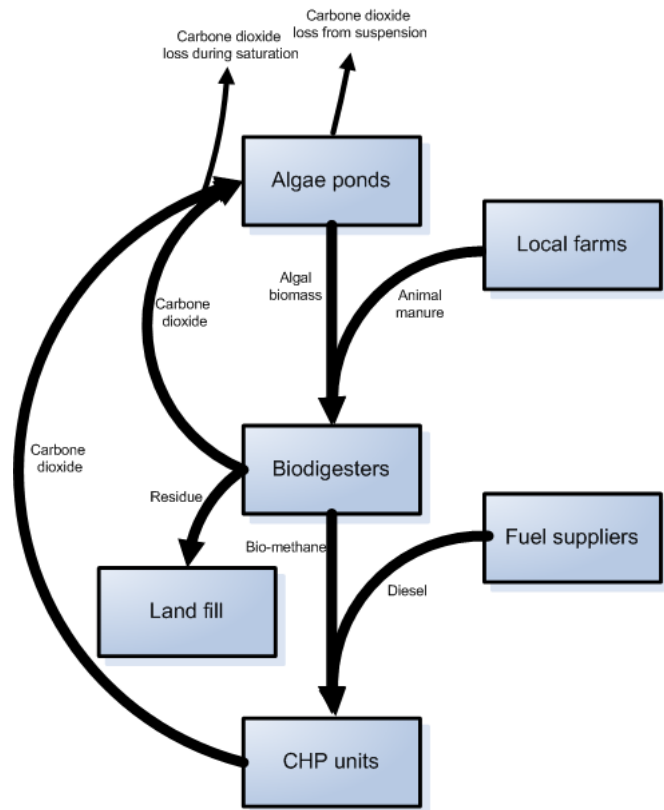 Carbone dioxide
loss during saturation
Carbone dioxide
loss from suspension
Algae ponds
Local farms
Algal
biomass
Animal
manure
Carbone
dioxide
Carbone
dioxide
Biodigesters
Residue
Bio-methane
Fuel suppliers
Diesel
Land fill
CHP units